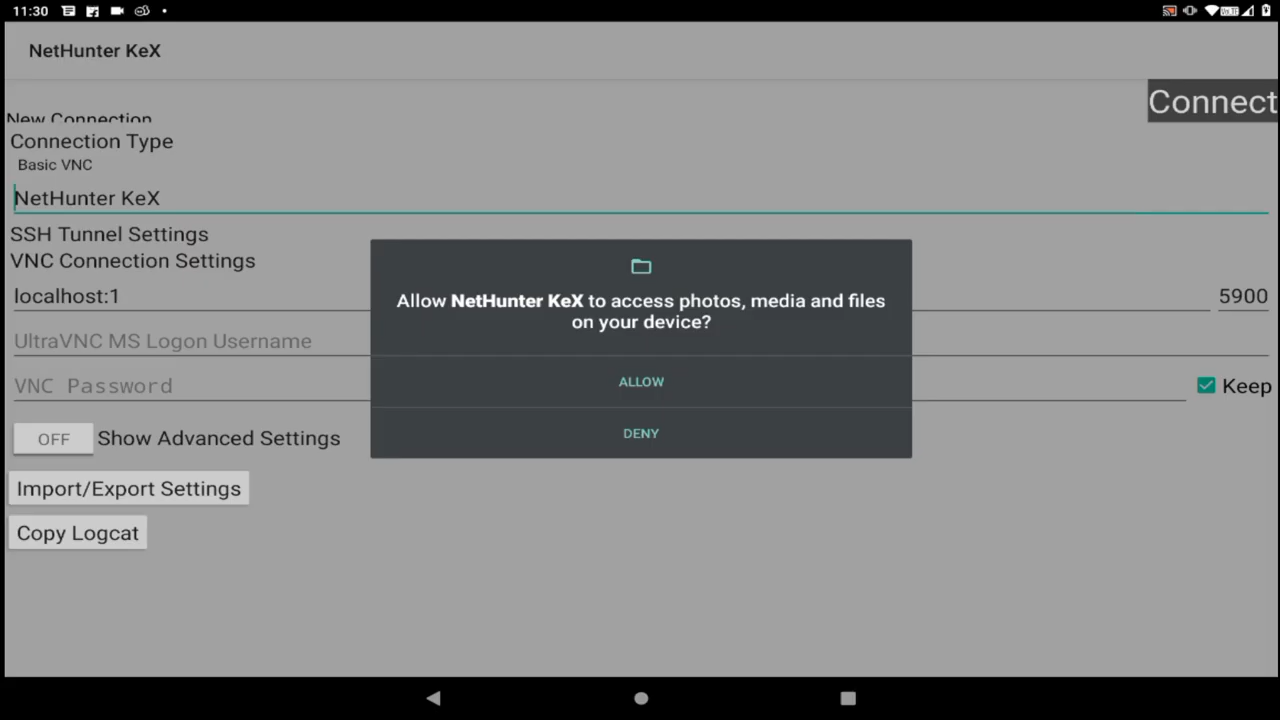 11:30
NetHunter KeX
Connect
New Connection
Connection Type
Basic VNC
NetHunter KeX
SSH Tunnel Settings
VNC Connection Settings
localhost:1
5900
Allow NetHunter KeX to access photos, media and files
on your device?
ALLOW
DENY
UltraVNC MS Logon Username
VNC Password
Keep
OFF Show Advanced Settings
Import/Export Settings
Copy Logcat